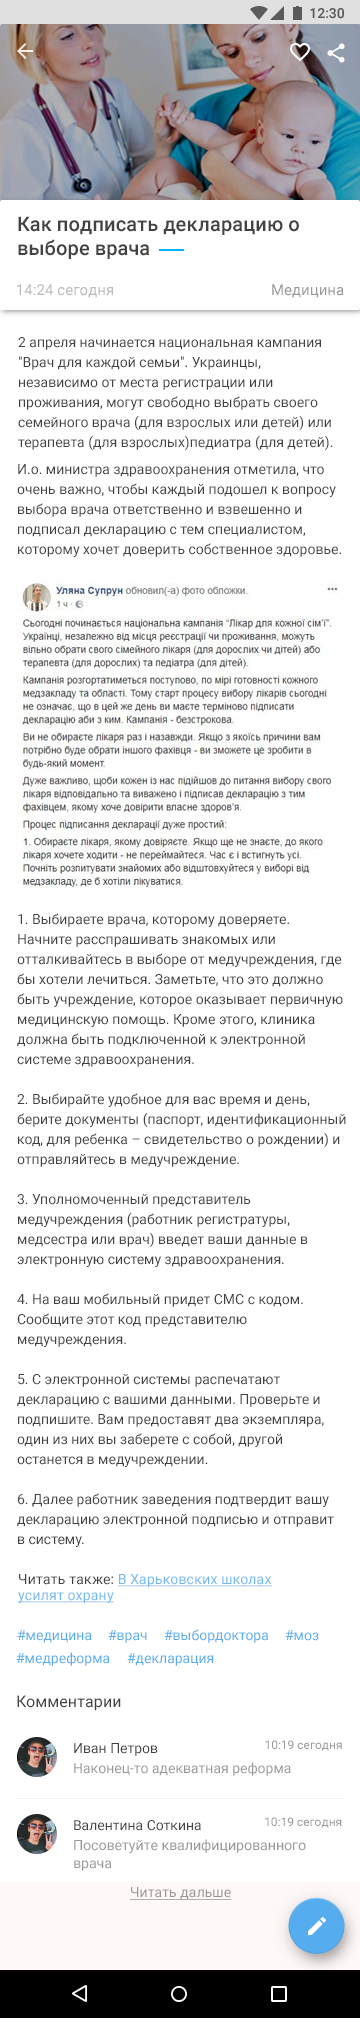 12:30
Как подписать декларацию о
выборе врача
14:24 сегодня
Медицина
2 апреля начинается национальная кампания
"Врач для каждой семьи". Украинцы,
независимо от места регистрации или
проживания, могут свободно выбрать своего
семейного врача (для взрослых или детей) или
терапевта (для взрослых)педиатра (для детей).
И.о. министра здравоохранения отметила, что
очень важно, чтобы каждый подошел к вопросу
выбора врача ответственно и взвешенно и
подписал декларацию с тем специалистом,
которому хочет доверить собственное здоровье.
Уляна Супрун обновил(-а) фото обложки.
1 ч ·
Сьогодні починається національна кампанія "Лікар для кожної сім'ї".
Українці, незалежно від місця реєстрації чи проживання, можуть
вільно обрати свого сімейного лікаря (для дорослих чи дітей) або
терапевта (для дорослих) та педіатра (для дітей).
Кампанія розгортатиметься поступово, по мірі готовності кожного
медзакладу та області. Тому старт процесу вибору лікарів сьогодні
не означає, що в цей же день ви маєте терміново підписати
декларацію аби з ким. Кампанія - безстрокова.
Ви не обираєте лікаря раз і назавжди. Якщо з якоїсь причини вам
потрібно буде обрати іншого фахівця - ви зможете це зробити в
будь-який момент.
Дуже важливо, щоби кожен із нас підійшов до питання вибору свого
лікаря відповідально та виважено і підписав декларацію з тим
фахівцем, якому хоче довірити власне здоров'я.
Процес підписання декларації дуже простий:
1. Обираєте лікаря, якому довіряєте. Якщо ще не знаєте, до якого
лікаря хочете ходити - не переймайтеся. Час є і встигнуть усі.
Почніть розпитувати знайомих або відштовхуйтеся у виборі від
медзакладу, де б хотіли лікуватися.
1. Выбираете врача, которому доверяете.
Начните расспрашивать знакомых или
отталкивайтесь в выборе от медучреждения, где
бы хотели лечиться. Заметьте, что это должно
быть учреждение, которое оказывает первичную
медицинскую помощь. Кроме этого, клиника
должна быть подключенной к электронной
системе здравоохранения.
2. Выбирайте удобное для вас время и день,
берите документы (паспорт, идентификационный
код, для ребенка – свидетельство о рождении) и
отправляйтесь в медучреждение.
3. Уполномоченный представитель
медучреждения (работник регистратуры,
медсестра или врач) введет ваши данные в
электронную систему здравоохранения.
4. На ваш мобильный придет СМС с кодом.
Сообщите этот код представителю
медучреждения.
5. С электронной системы распечатают
декларацию с вашими данными. Проверьте и
подпишите. Вам предоставят два экземпляра,
один из них вы заберете с собой, другой
останется в медучреждении.
6. Далее работник заведения подтвердит вашу
декларацию электронной подписью и отправит
в систему.
Читать также: В Харьковских школах
усилят охрану
#медицина #врач #выбордоктора #моз
#медреформа #декларация
Комментарии
Иван Петров
10:19 сегодня
Наконец-то адекватная реформа
Валентина Соткина
10:19 сегодня
Посоветуйте квалифицированного
врача
Читать дальше